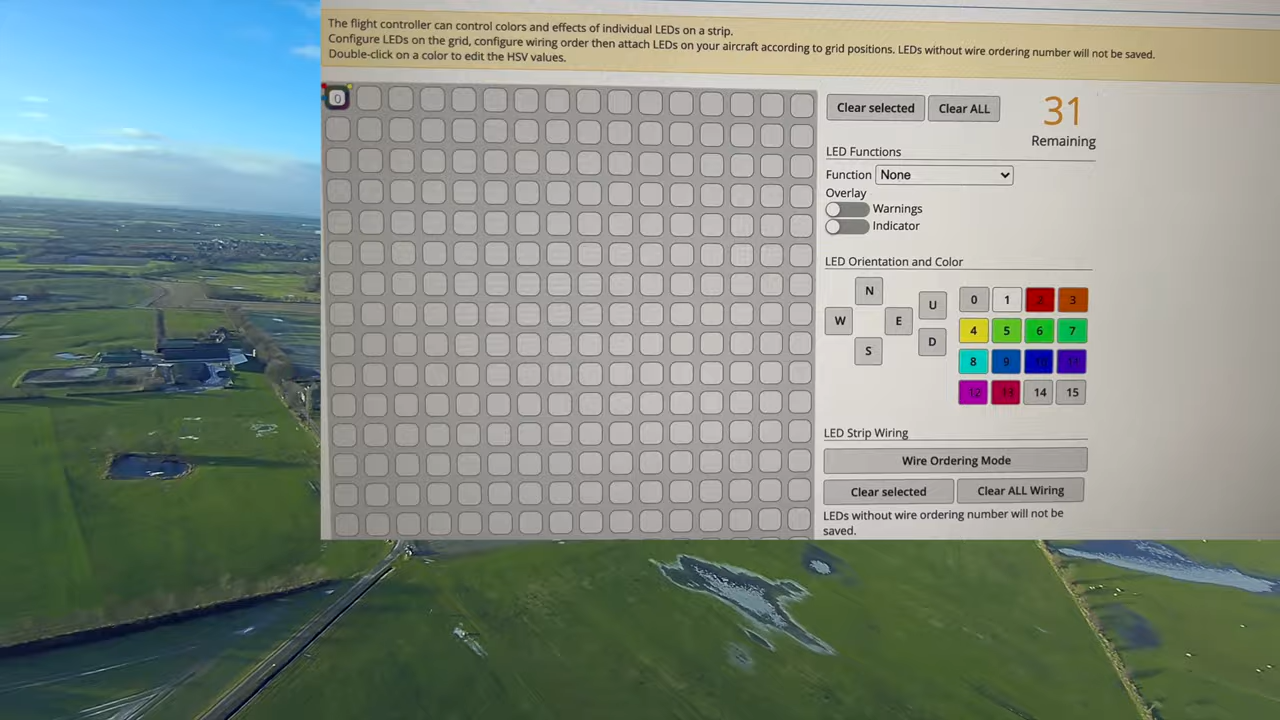 The flight controller can control colors and effects of individual LEDs on a strip.
Configure LEDs on the grid, configure wiring order then attach LEDs on your aircraft according to grid positions. LEDs without wire ordering number will not be saved.
Double-click on a color to edit the HSV values.
0
Clear selected
Clear ALL
31
Remaining
LED Functions
Function
None
Overlay
Warnings
Indicator
LED Orientation and Color
N
W
E
S
U
D
0
1
2
3
4
5
6
7
8
9
10
11
12
13
14
15
LED Strip Wiring
Wire Ordering Mode
Clear selected
Clear ALL Wiring
LEDs without wire ordering number will not be
saved.